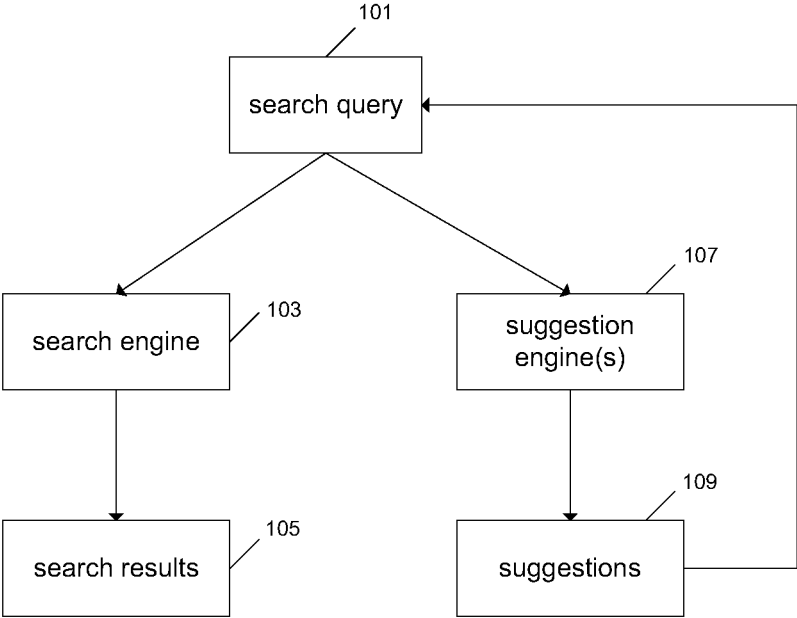 101
search query
107
103
search engine
suggestion
engine(s)
109
105
search results
suggestions